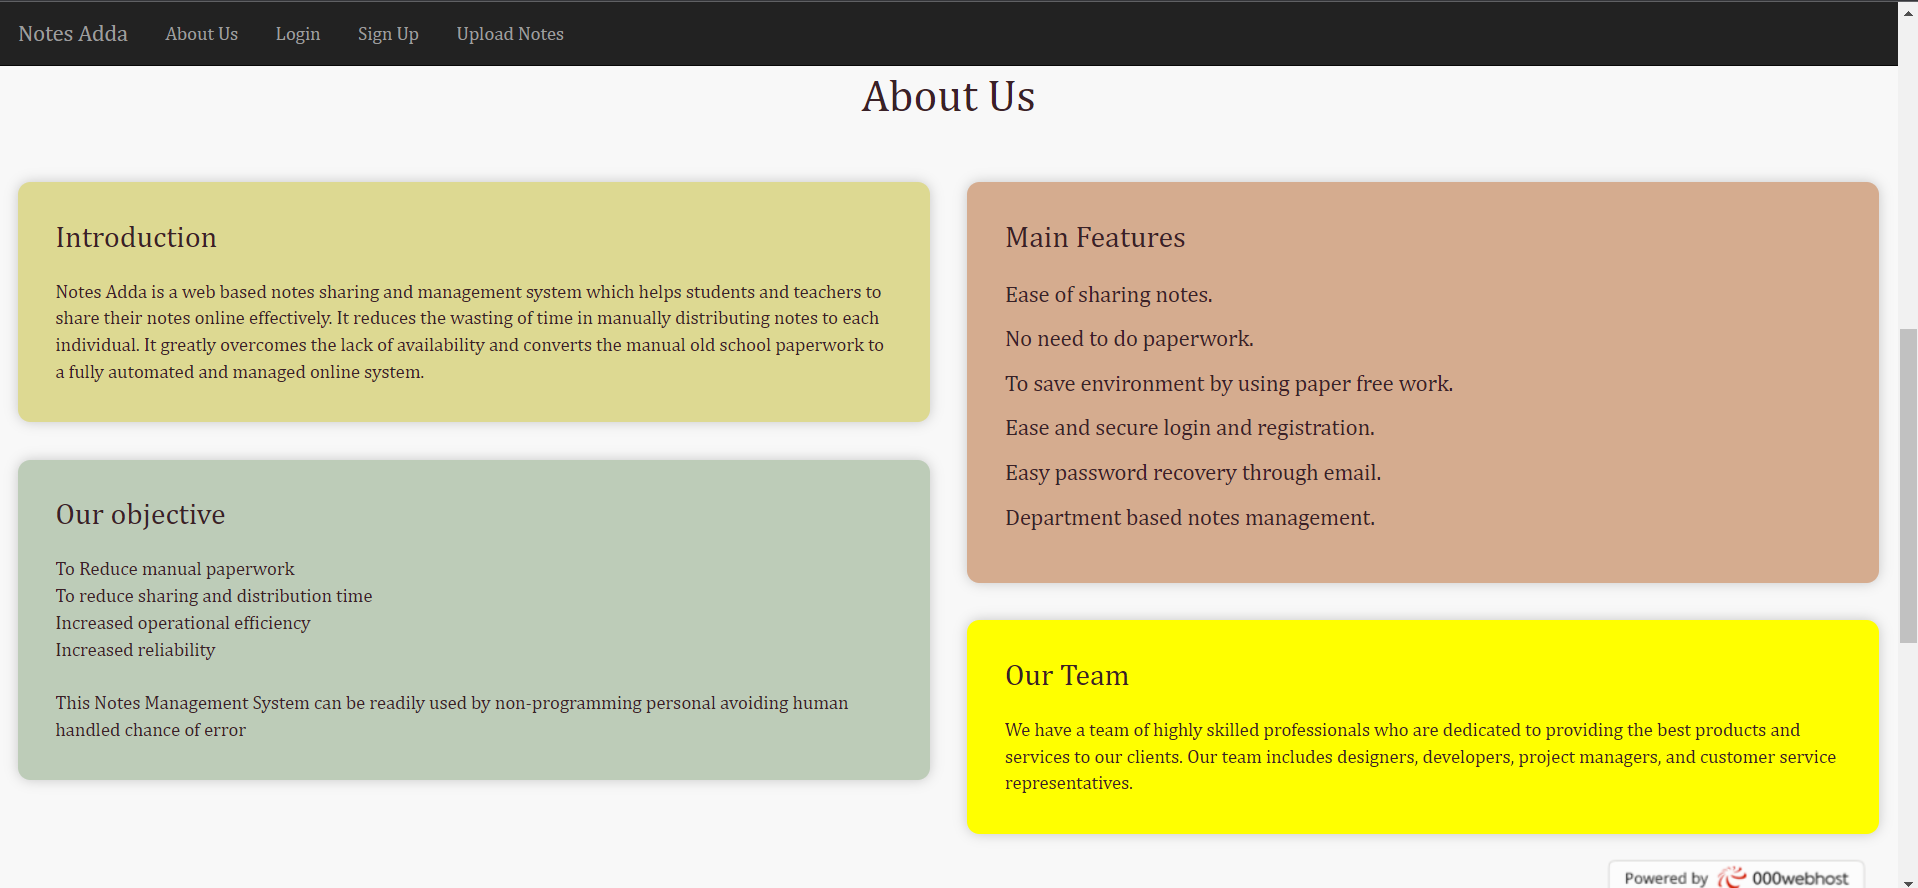 Notes Adda About Us Login Sign Up Upload Notes
About Us
Introduction
Notes Adda is a web based notes sharing and management system which helps students and teachers to
share their notes online effectively. It reduces the wasting of time in manually distributing notes to each
individual. It greatly overcomes the lack of availability and converts the manual old school paperwork to
a fully automated and managed online system.
Our objective
To Reduce manual paperwork
To reduce sharing and distribution time
Increased operational efficiency
Increased reliability
This Notes Management System can be readily used by non-programming personal avoiding human
handled chance of error
Main Features
Ease of sharing notes.
No need to do paperwork.
To save environment by using paper free work.
Ease and secure login and registration.
Easy password recovery through email.
Department based notes management.
Our Team
We have a team of highly skilled professionals who are dedicated to providing the best products and
services to our clients. Our team includes designers, developers, project managers, and customer service
representatives.
Powered by 000webhost